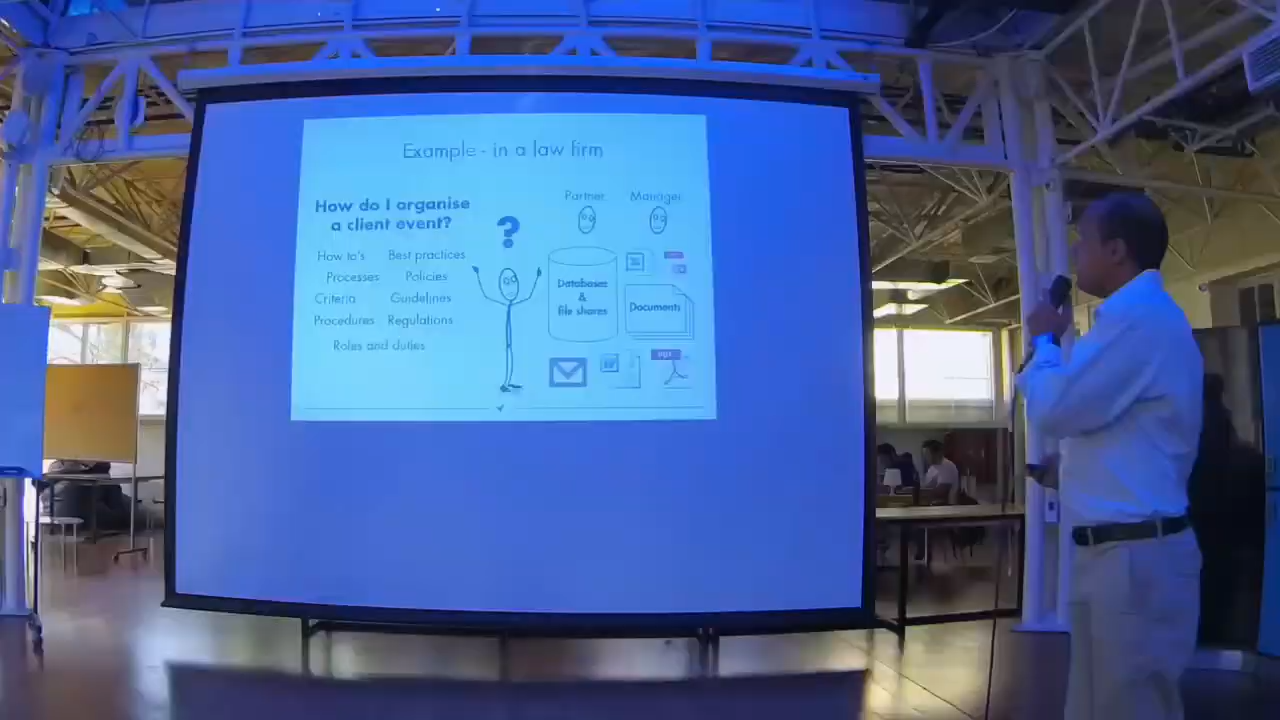 Example - in a law firm
How do I organise
a client event?
How to's Best practices
Processes Policies
Criteria Guidelines
Procedures Regulations
Roles and duties
?
Partner Manager
Databases
&
file shares
Documents
PDF